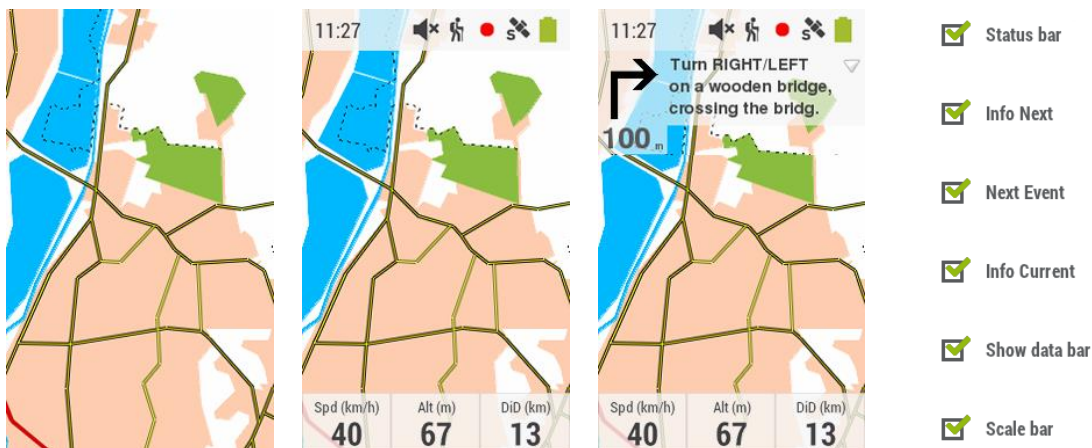 11:27
S
Spd (km/h) Alt (m) DiD (km)
40 67 13
11:27
S
Turn RIGHT/LEFT
on a wooden bridge,
crossing the bridg.
100 m
Spd (km/h) Alt (m) DiD (km)
40 67 13
Status bar
Info Next
Next Event
Info Current
Show data bar
Scale bar